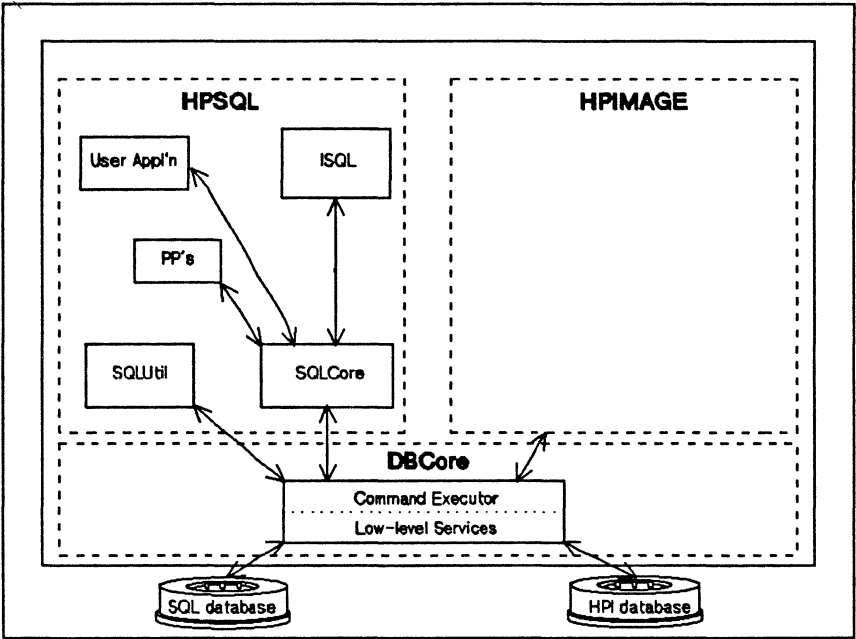 HPSQL
HPIMAGE
User Appl'n
ISQL
PP's
SQLUtil
SQLCore
DBCore
Command Executor
Low-level Services
SQL database
HPI database